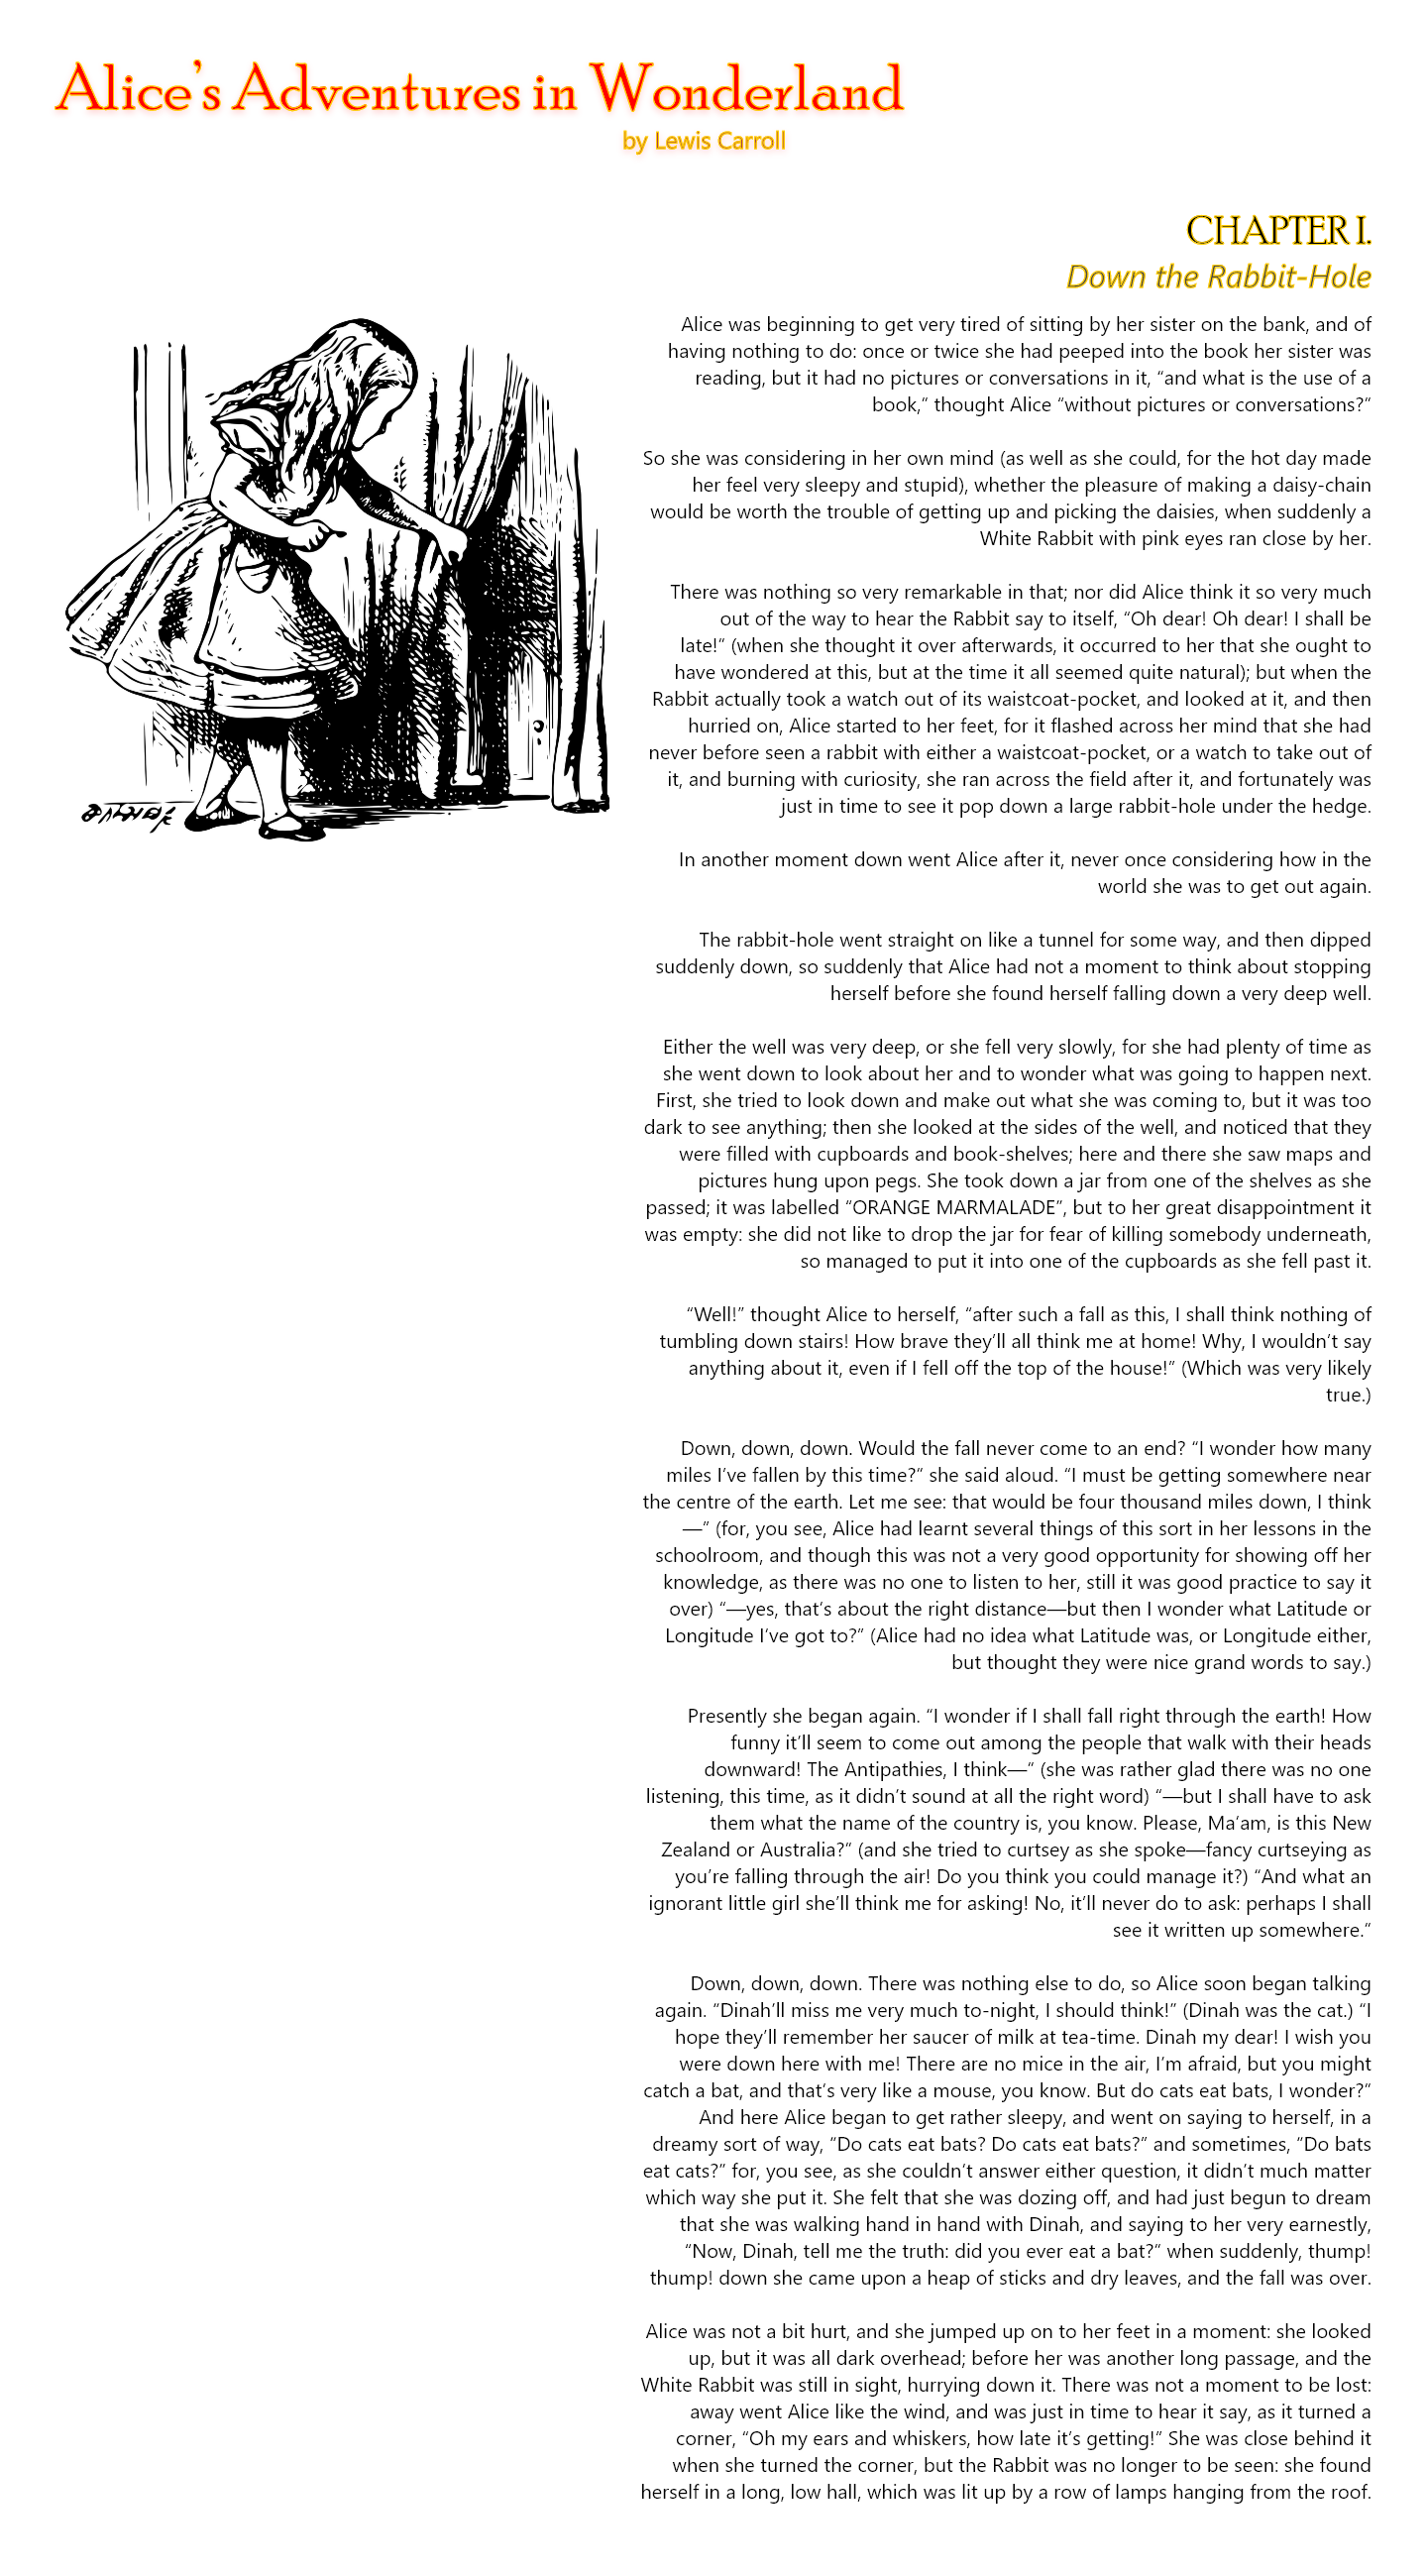 Alice’s Adventures in Wonderland
by Lewis Carroll
CHAPTER I.
Down the Rabbit-Hole
Alice was beginning to get very tired of sitting by her sister on the bank, and of
having nothing to do: once or twice she had peeped into the book her sister was
reading, but it had no pictures or conversations in it, “and what is the use of a
book,” thought Alice “without pictures or conversations?”
So she was considering in her own mind (as well as she could, for the hot day made
her feel very sleepy and stupid), whether the pleasure of making a daisy-chain
would be worth the trouble of getting up and picking the daisies, when suddenly a
White Rabbit with pink eyes ran close by her.
There was nothing so very remarkable in that; nor did Alice think it so very much
out of the way to hear the Rabbit say to itself, “Oh dear! Oh dear! I shall be
late!” (when she thought it over afterwards, it occurred to her that she ought to
have wondered at this, but at the time it all seemed quite natural); but when the
Rabbit actually took a watch out of its waistcoat-pocket, and looked at it, and then
hurried on, Alice started to her feet, for it flashed across her mind that she had
never before seen a rabbit with either a waistcoat-pocket, or a watch to take out of
it, and burning with curiosity, she ran across the field after it, and fortunately was
just in time to see it pop down a large rabbit-hole under the hedge.
In another moment down went Alice after it, never once considering how in the
world she was to get out again.
The rabbit-hole went straight on like a tunnel for some way, and then dipped
suddenly down, so suddenly that Alice had not a moment to think about stopping
herself before she found herself falling down a very deep well.
Either the well was very deep, or she fell very slowly, for she had plenty of time as
she went down to look about her and to wonder what was going to happen next.
First, she tried to look down and make out what she was coming to, but it was too
dark to see anything; then she looked at the sides of the well, and noticed that they
were filled with cupboards and book-shelves; here and there she saw maps and
pictures hung upon pegs. She took down a jar from one of the shelves as she
passed; it was labelled “ORANGE MARMALADE”, but to her great disappointment it
was empty: she did not like to drop the jar for fear of killing somebody underneath,
so managed to put it into one of the cupboards as she fell past it.
“Well!” thought Alice to herself, “after such a fall as this, I shall think nothing of
tumbling down stairs! How brave they’ll all think me at home! Why, I wouldn’t say
anything about it, even if I fell off the top of the house!” (Which was very likely
true.)
Down, down, down. Would the fall never come to an end? “I wonder how many
miles I’ve fallen by this time?” she said aloud. “I must be getting somewhere near
the centre of the earth. Let me see: that would be four thousand miles down, I think
—” (for, you see, Alice had learnt several things of this sort in her lessons in the
schoolroom, and though this was not a very good opportunity for showing off her
knowledge, as there was no one to listen to her, still it was good practice to say it
over) “—yes, that’s about the right distance—but then I wonder what Latitude or
Longitude I’ve got to?” (Alice had no idea what Latitude was, or Longitude either,
but thought they were nice grand words to say.)
Presently she began again. “I wonder if I shall fall right through the earth! How
funny it’ll seem to come out among the people that walk with their heads
downward! The Antipathies, I think—” (she was rather glad there was no one
listening, this time, as it didn’t sound at all the right word) “—but I shall have to ask
them what the name of the country is, you know. Please, Ma’am, is this New
Zealand or Australia?” (and she tried to curtsey as she spoke—fancy curtseying as
you’re falling through the air! Do you think you could manage it?) “And what an
ignorant little girl she’ll think me for asking! No, it’ll never do to ask: perhaps I shall
see it written up somewhere.”
Down, down, down. There was nothing else to do, so Alice soon began talking
again. “Dinah’ll miss me very much to-night, I should think!” (Dinah was the cat.) “I
hope they’ll remember her saucer of milk at tea-time. Dinah my dear! I wish you
were down here with me! There are no mice in the air, I’m afraid, but you might
catch a bat, and that’s very like a mouse, you know. But do cats eat bats, I wonder?”
And here Alice began to get rather sleepy, and went on saying to herself, in a
dreamy sort of way, “Do cats eat bats? Do cats eat bats?” and sometimes, “Do bats
eat cats?” for, you see, as she couldn’t answer either question, it didn’t much matter
which way she put it. She felt that she was dozing off, and had just begun to dream
that she was walking hand in hand with Dinah, and saying to her very earnestly,
“Now, Dinah, tell me the truth: did you ever eat a bat?” when suddenly, thump!
thump! down she came upon a heap of sticks and dry leaves, and the fall was over.
Alice was not a bit hurt, and she jumped up on to her feet in a moment: she looked
up, but it was all dark overhead; before her was another long passage, and the
White Rabbit was still in sight, hurrying down it. There was not a moment to be lost:
away went Alice like the wind, and was just in time to hear it say, as it turned a
corner, “Oh my ears and whiskers, how late it’s getting!” She was close behind it
when she turned the corner, but the Rabbit was no longer to be seen: she found
herself in a long, low hall, which was lit up by a row of lamps hanging from the roof.